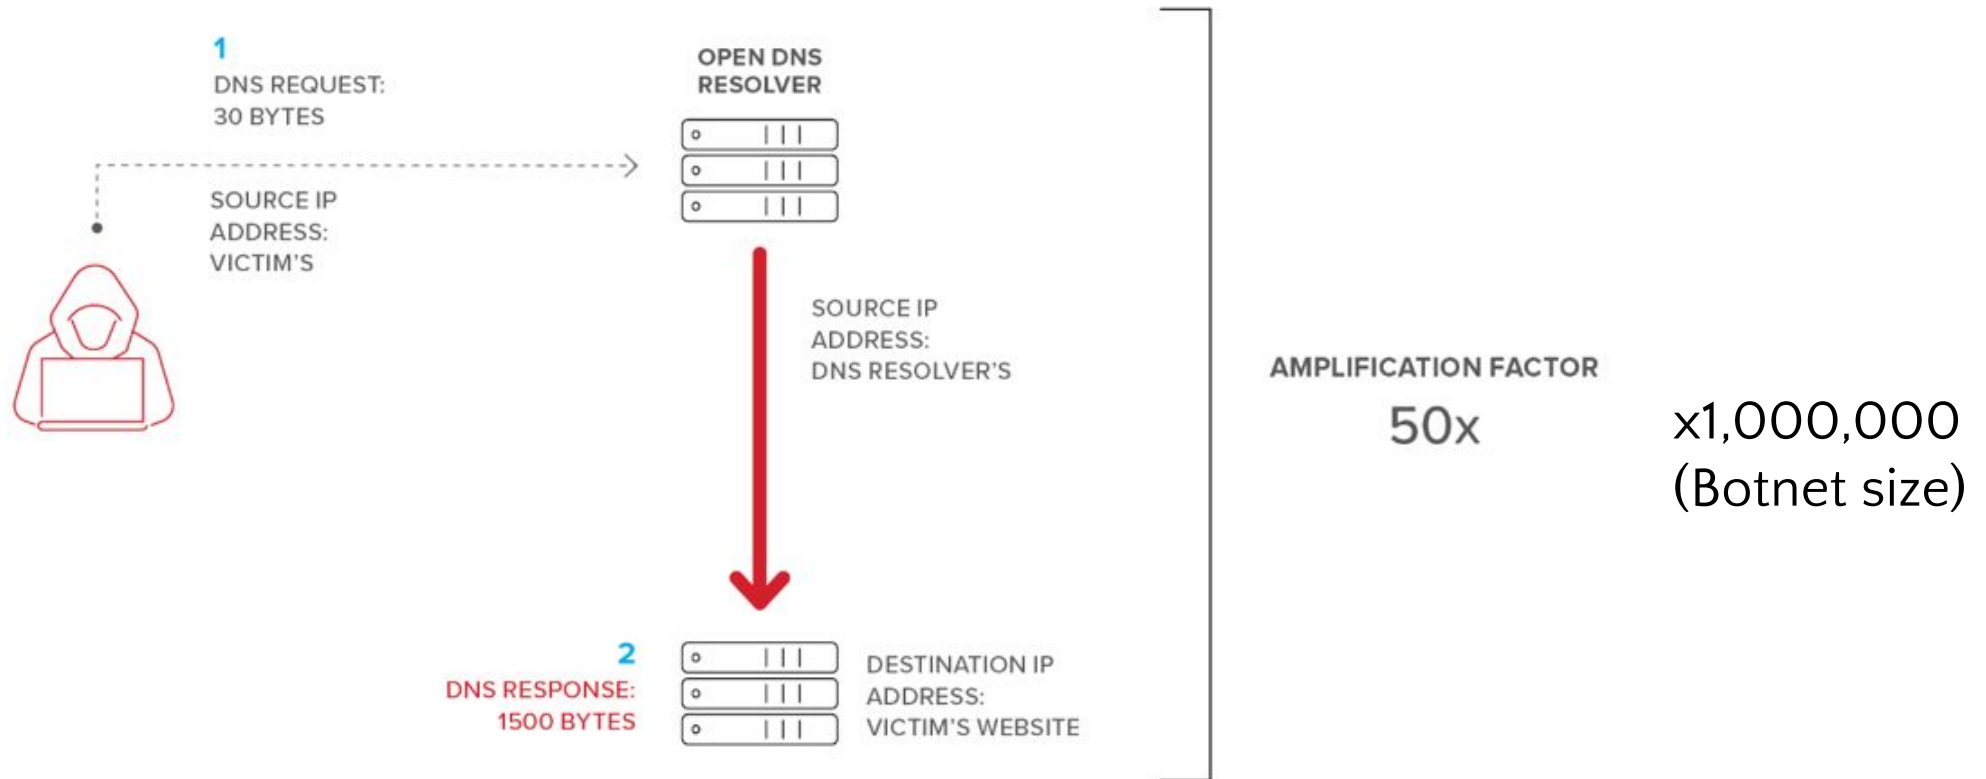 1
DNS REQUEST:
30 BYTES
SOURCE IP
ADDRESS:
VICTIM'S
OPEN DNS
RESOLVER
SOURCE IP
ADDRESS:
DNS RESOLVER'S
2
DNS RESPONSE:
1500 BYTES
DESTINATION IP
ADDRESS:
VICTIM'S WEBSITE
AMPLIFICATION FACTOR
50x
x1,000,000
(Botnet size)